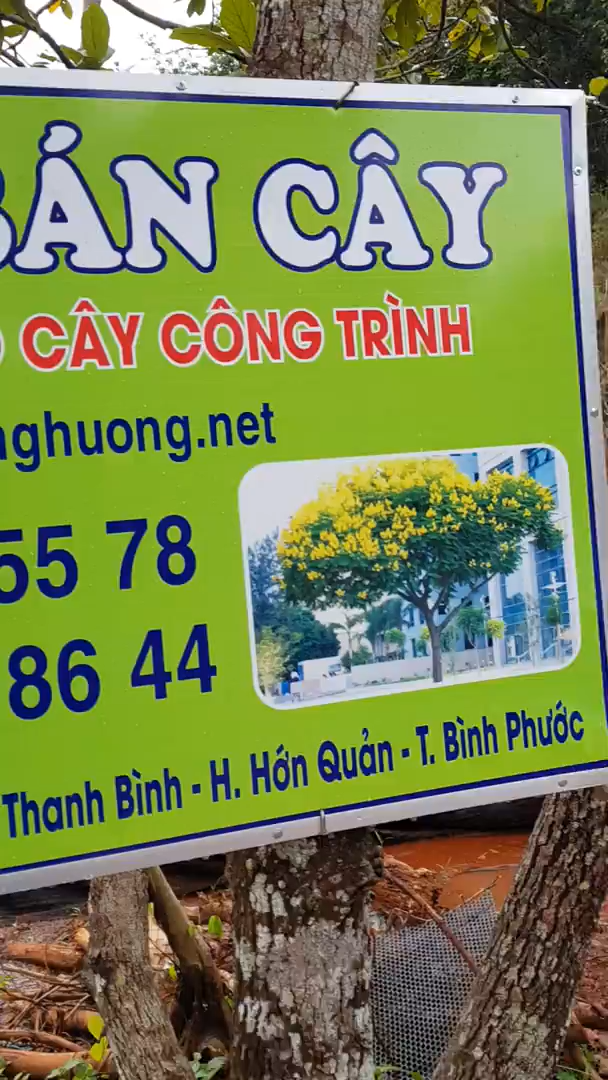 BÁN CÂY
CÂY CÔNG TRÌNH
nghuong.net
55 78
86 44
Thanh Bình - H. Hớn Quản - T. Bình Phước